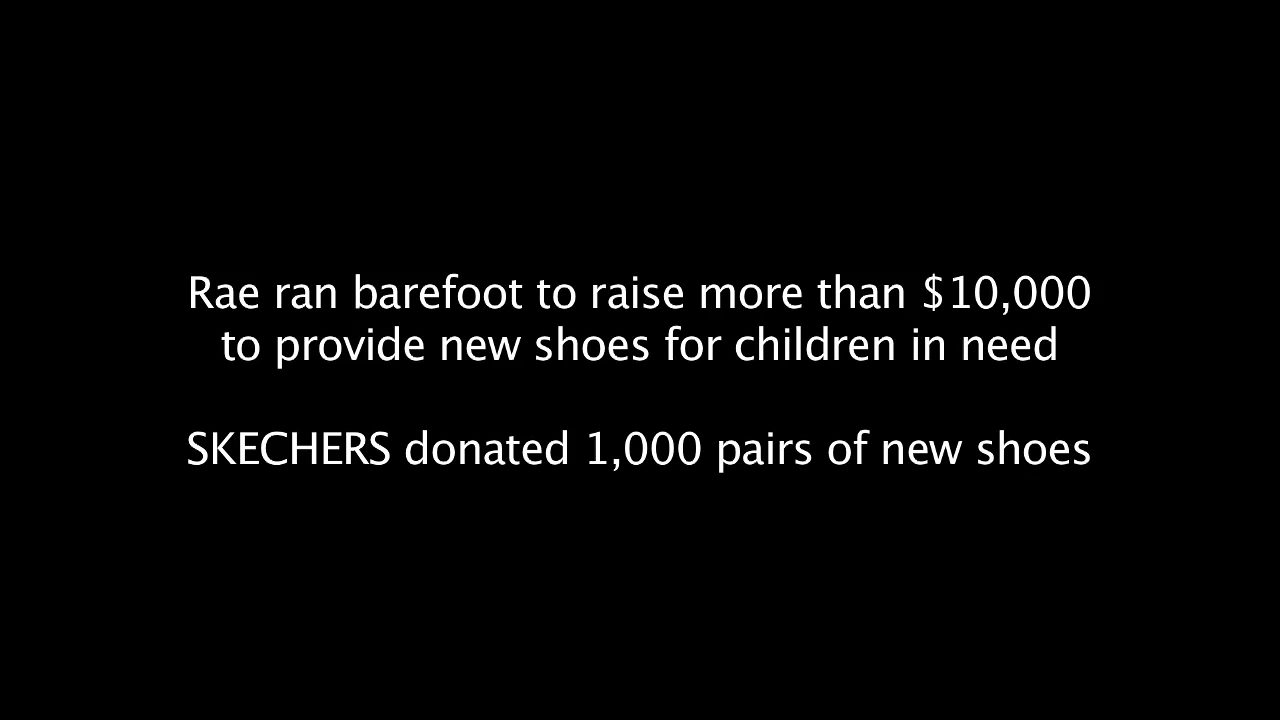 Rae ran barefoot to raise more than $10,000
to provide new shoes for children in need
SKECHERS donated 1,000 pairs of new shoes